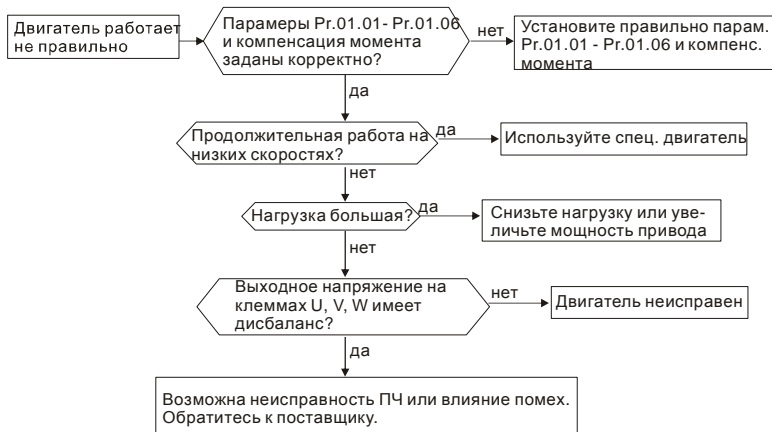 Двигатель работает
не правильно
Парамеры Pr.01.01- Pr.01.06
и компенсация момента
заданы корректно?
нет
Установите правильно парам.
Pr.01.01 - Pr.01.06 и компенс.
момента
да
Продолжительная работа на
низких скоростях?
да
Используйте спец. двигатель
нет
Нагрузка большая?
да
Снизьте нагрузку или уве-
личьте мощность привода
нет
Выходное напряжение на
клеммах U, V, W имеет
дисбаланс?
нет
Двигатель неисправен
да
Возможна неисправность ПЧ или влияние помех.
Обратитесь к поставщику.